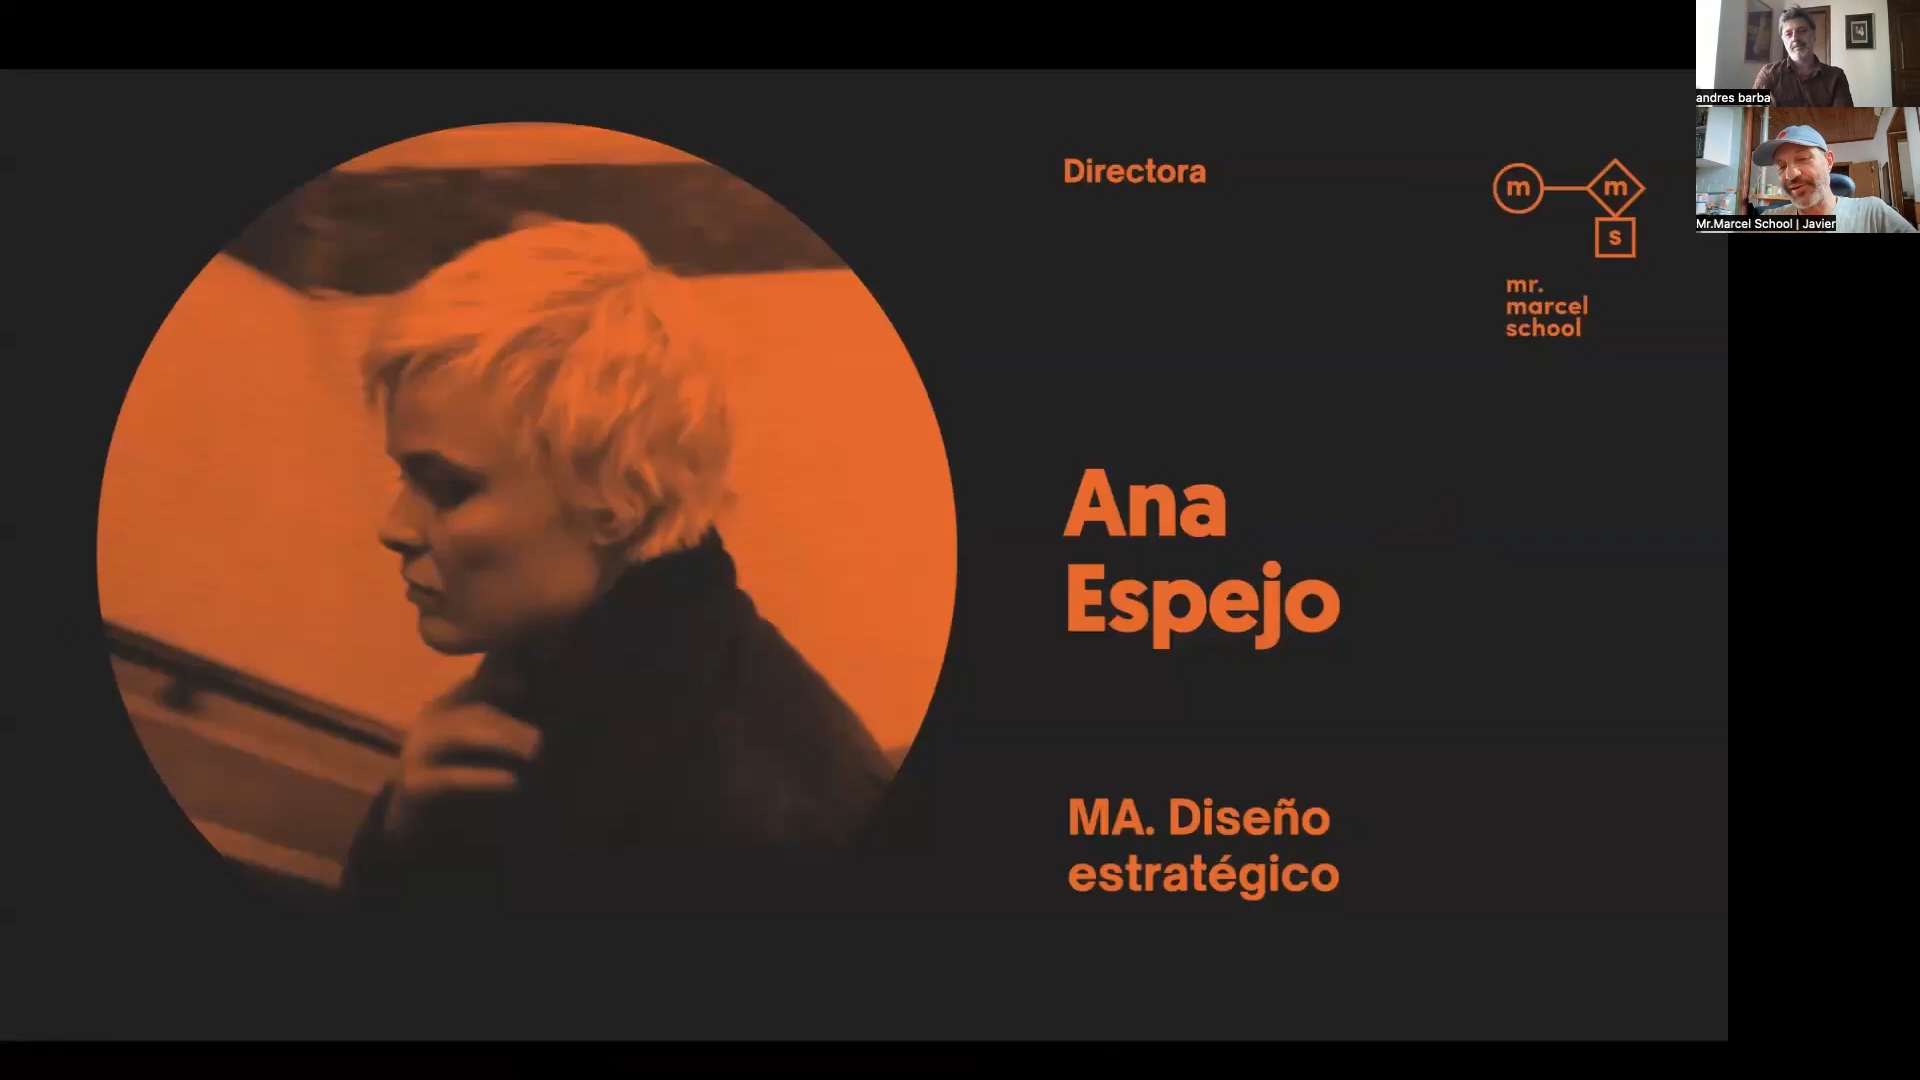 Directora
m m
s
mr.
marcel
school
Ana
Espejo
MA. Diseño
estratégico
andres barba
Mr.Marcel School | Javier